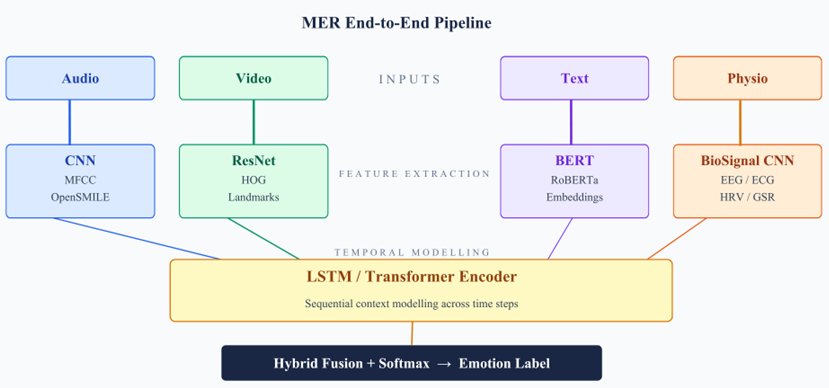 MER End-to-End Pipeline
Audio
Video
INPUTS
Text
Physio
CNN
MFCC
OpenSMILE
ResNet
HOG
Landmarks
FEATURE EXTRACTION
BERT
RoBERTa
Embeddings
BioSignal CNN
EEG / ECG
HRV / GSR
TEMPORAL MODELLING
LSTM / Transformer Encoder
Sequential context modelling across time steps
Hybrid Fusion + Softmax → Emotion Label